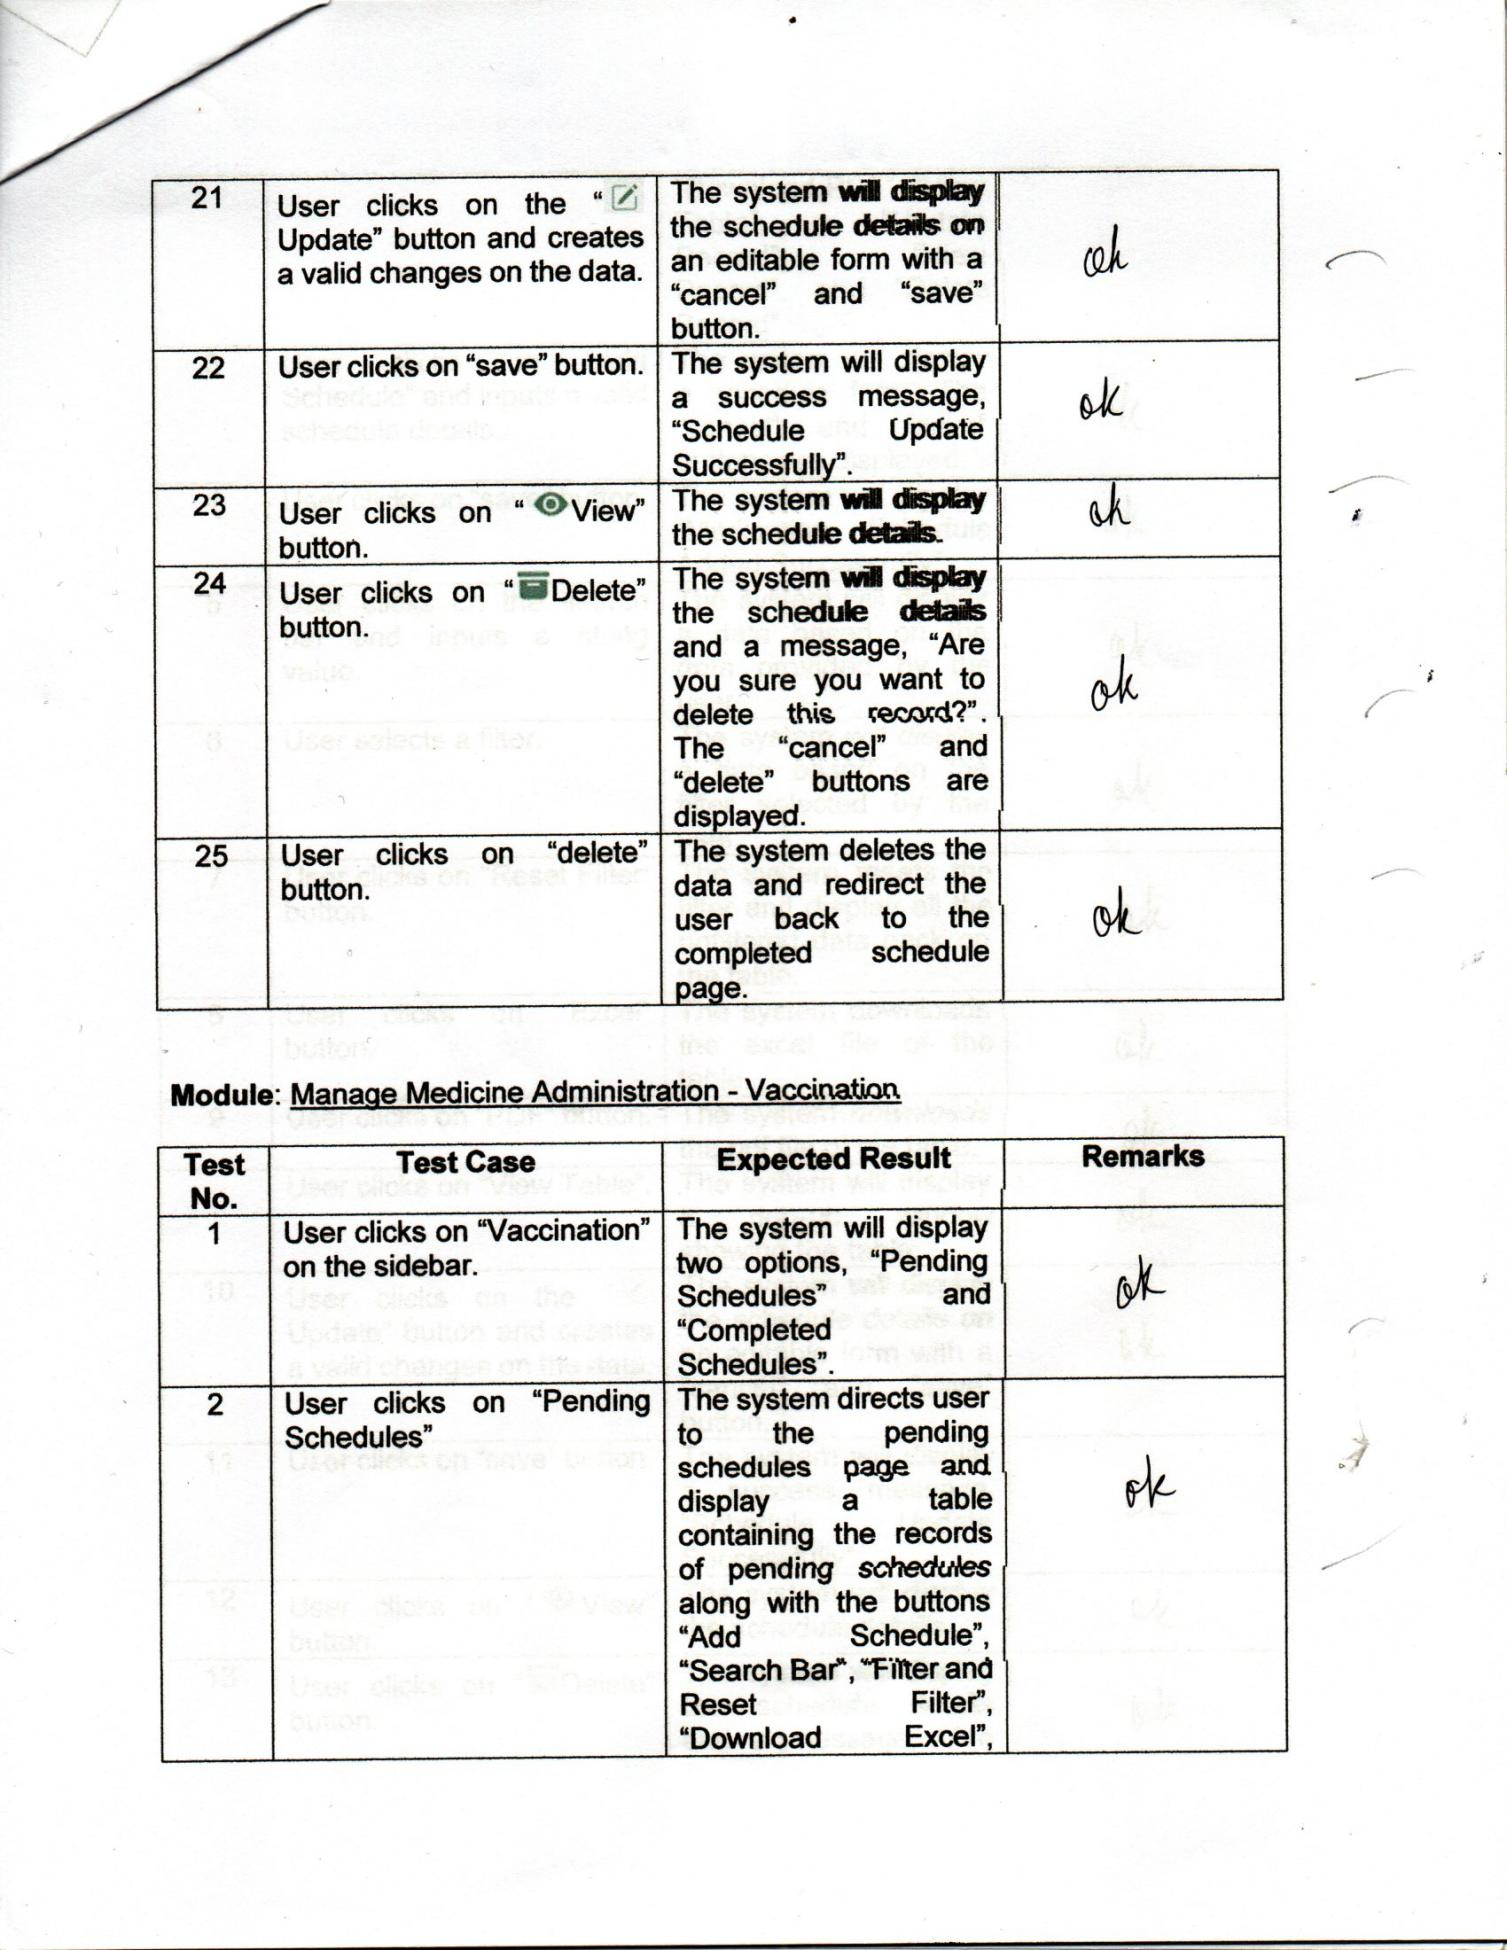 21
User clicks on the “
Update” button and creates
a valid changes on the data.
The system will display
the schedule details on
an editable form with a
“cancel” and “save”
button.
ok
22
User clicks on “save” button.
The system will display
a success message,
“Schedule Update
Successfully”.
ok
23
User clicks on “ View”
button.
The system will display
the schedule details.
ok
24
User clicks on “ Delete”
button.
The system will display
the schedule details
and a message, “Are
you sure you want to
delete this record?”.
The “cancel” and
“delete” buttons are
displayed.
ok
25
User clicks on “delete”
button.
The system deletes the
data and redirect the
user back to the
completed schedule
page.
ok
Module: Manage Medicine Administration - Vaccination
Test
No.
Test Case
Expected Result
Remarks
1
User clicks on “Vaccination”
on the sidebar.
The system will display
two options, “Pending
Schedules” and
“Completed
Schedules”.
ok
2
User clicks on “Pending
Schedules”
The system directs user
to the pending
schedules page and
display a table
containing the records
of pending schedules
along with the buttons
“Add Schedule”,
“Search Bar”, “Filter and
Reset Filter”,
“Download Excel”,
ok